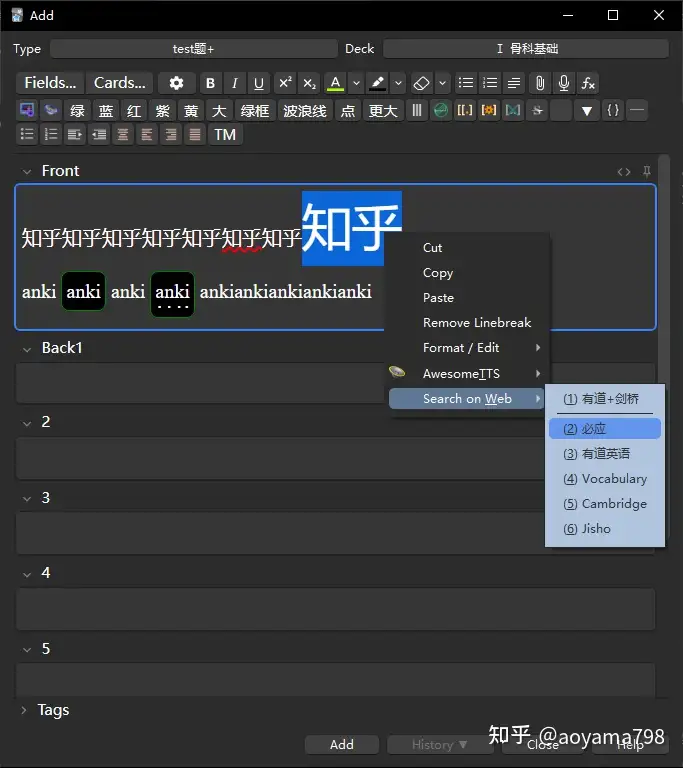 Add
Type test题+ Deck I 骨科基础
Fields... Cards... B I U X² X₂ A fx
绿 蓝 红 紫 黄 大 绿框 波浪线 点 更大 [[.] [ ] S ▼ {} —
TM
Front <>
知乎知乎知乎知乎知乎知乎知乎知乎
anki anki anki anki ankiankiankiankianki
Cut
Copy
Paste
Remove Linebreak
Format / Edit
AwesomeTTS
Search on Web
(1) 有道+剑桥
(2) 必应
(3) 有道英语
(4) Vocabulary
(5) Cambridge
(6) Jisho
Back1
2
3
4
5
Tags
Add History ▼ Close Help
知乎 @aoyama798